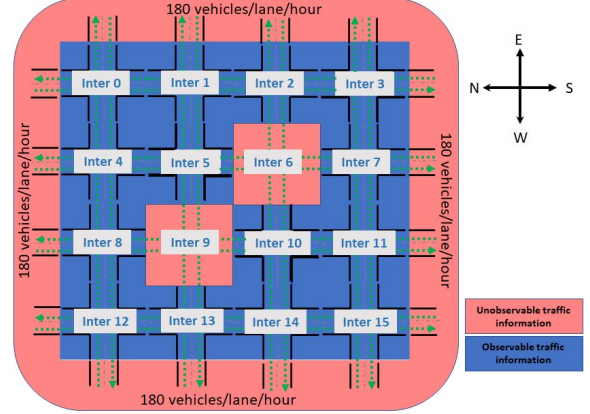 180 vehicles/lane/hour
E
N
S
W
Inter 0
Inter 1
Inter 2
Inter 3
Inter 4
Inter 5
Inter 6
Inter 7
Inter 8
Inter 9
Inter 10
Inter 11
Inter 12
Inter 13
Inter 14
Inter 15
180 vehicles/lane/hour
180 vehicles/lane/hour
180 vehicles/lane/hour
Unobservable traffic
information
Observable traffic
information